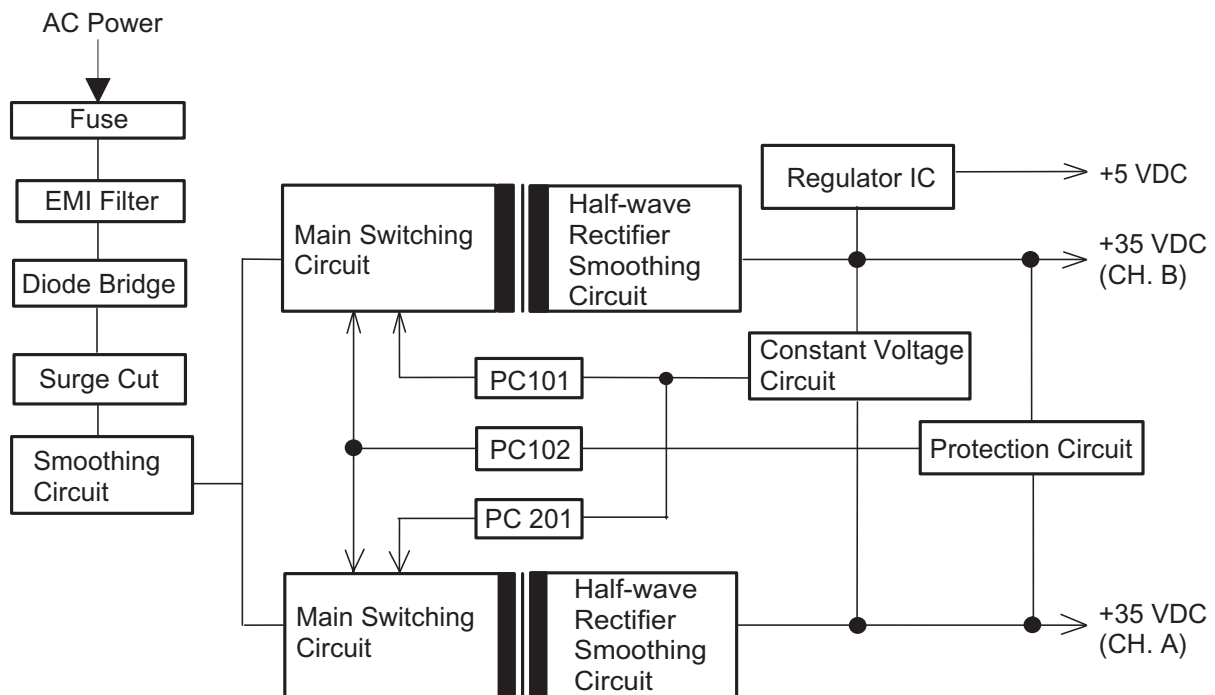 AC Power
Fuse
EMI Filter
Diode Bridge
Surge Cut
Smoothing
Circuit
Main Switching
Circuit
Half-wave
Rectifier
Smoothing
Circuit
Regulator IC
+5 VDC
+35 VDC
(CH. B)
Constant Voltage
Circuit
PC101
PC102
Protection Circuit
PC 201
Main Switching
Circuit
Half-wave
Rectifier
Smoothing
Circuit
+35 VDC
(CH. A)